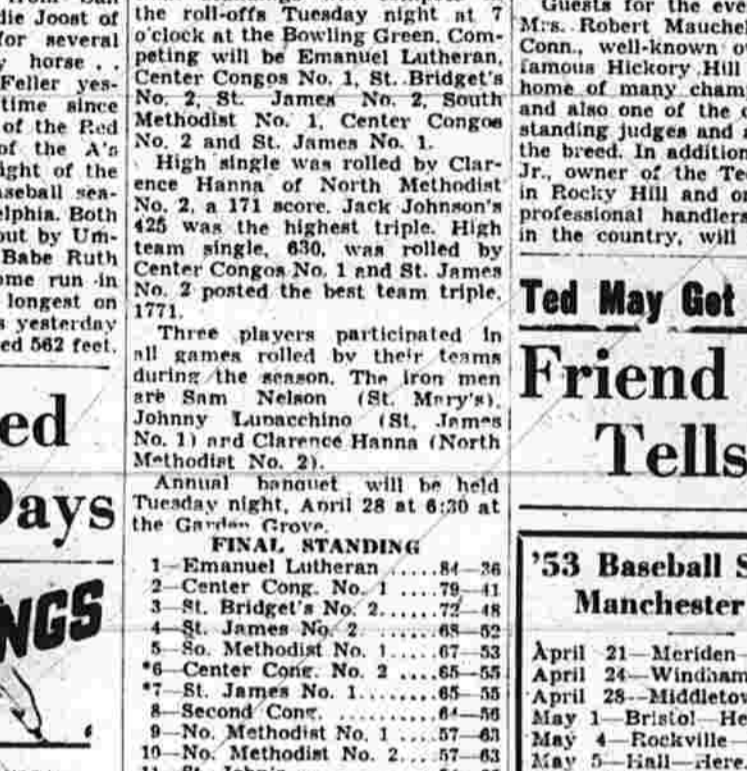 die Joost of
for several
horse . .
Feller yes-
time since
of the Red
of the A's
ight of the
aseball sea-
elphia. Both
out by Um-
Babe Ruth
ome run in
longest on
s yesterday
ed 562 feet.
ed
Days
NGS
the roll-offs Tuesday night at 7
o'clock at the Bowling Green. Com-
peting will be Emanuel Lutheran,
Center Congos No. 1, St. Bridget's
No. 2, St. James No. 2, South
Methodist No. 1, Center Congos
No. 2 and St. James No. 1.
High single was rolled by Clar-
ence Hanna of North Methodist
No. 2, a 171 score. Jack Johnson's
425 was the highest triple. High
team single, 630, was rolled by
Center Congos No. 1 and St. James
No. 2 posted the best team triple,
1771.
Three players participated in
all games rolled by their teams
during the season. The iron men
are Sam Nelson (St. Mary's),
Johnny Lupacchino (St. James
No. 1) and Clarence Hanna (North
Methodist No. 2).
Annual banquet will be held
Tuesday night, April 28 at 6:30 at
the Garden Grove.
FINAL STANDING
1—Emanuel Lutheran .....84—36
2—Center Cong. No. 1 ....79—41
3—St. Bridget's No. 2.....72—48
4—St. James No. 2. ......68—52
5—So. Methodist No. 1....67—53
*6—Center Cong. No. 2 ....65—55
*7—St. James No. 1........65—55
8—Second Cong. ..........64—56
9—No. Methodist No. 1 ....57—63
10—No. Methodist No. 2...57—63
Guests for the eve
Mrs. Robert Mauche
Conn., well-known o
famous Hickory Hill
home of many cham
and also one of the
standing judges and
the breed. In addition
Jr., owner of the Te
in Rocky Hill and o
professional handlers
in the country, will
Ted May Get
Friend
Tells
'53 Baseball S
Manchester
April 21—Meriden—
April 24—Windham
April 28—Middletow
May 1—Bristol—He
May 4—Rockville—
May 5—Hall—Here